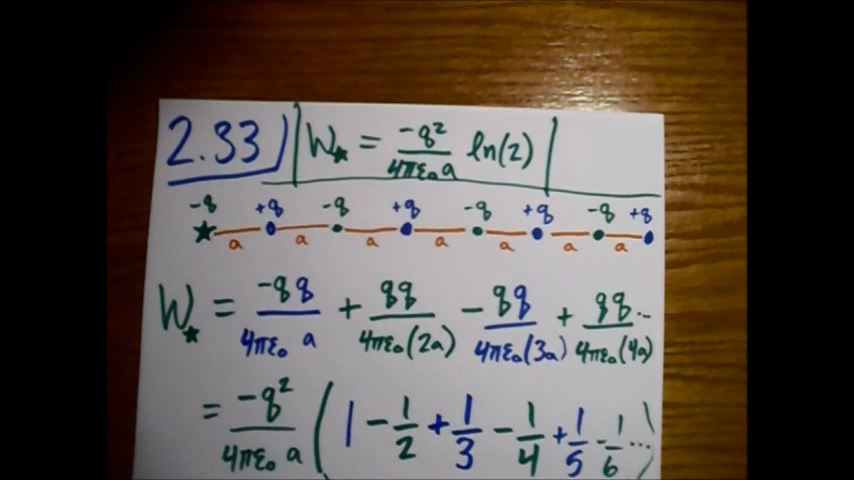 2.33) W★ = -q²/4πε₀a ln(2)
-q +q -q +q -q +q -q +q
a a a a a a a
W★ = -qq/4πε₀ a + qq/4πε₀(2a) - qq/4πε₀(3a) + qq/4πε₀(4a) ...
= -q²/4πε₀ a (1 - 1/2 + 1/3 - 1/4 + 1/5 - 1/6 ...)